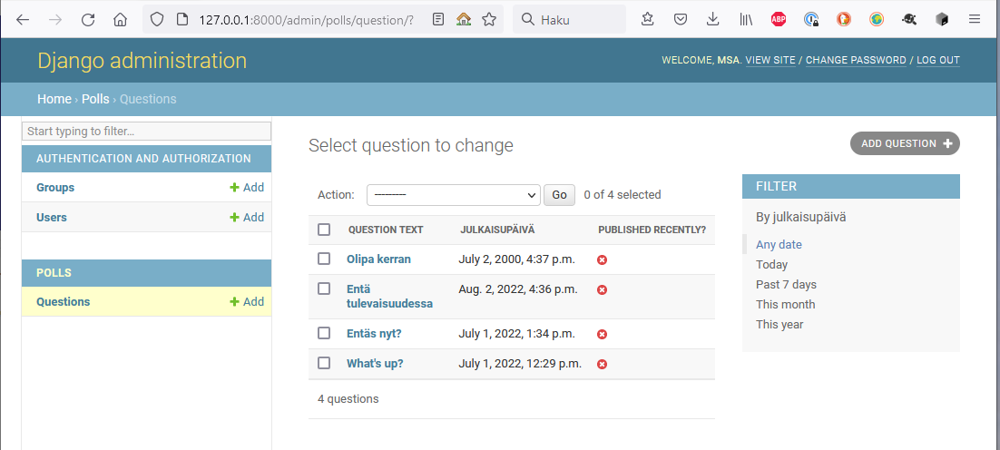 127.0.0.1:8000/admin/polls/question/?
Haku
ABP
Django administration
WELCOME, MSA. VIEW SITE / CHANGE PASSWORD / LOG OUT
Home › Polls › Questions
Start typing to filter...
AUTHENTICATION AND AUTHORIZATION
Groups
Add
Users
Add
POLLS
Questions
Add
Select question to change
ADD QUESTION
Action:
---------
Go
0 of 4 selected
QUESTION TEXT JULKAISUPÄIVÄ PUBLISHED RECENTLY?
Olipa kerran July 2, 2000, 4:37 p.m.
Entä Aug. 2, 2022, 4:36 p.m.
tulevaisuudessa
Entäs nyt? July 1, 2022, 1:34 p.m.
What's up? July 1, 2022, 12:29 p.m.
4 questions
FILTER
By julkaisupäivä
Any date
Today
Past 7 days
This month
This year